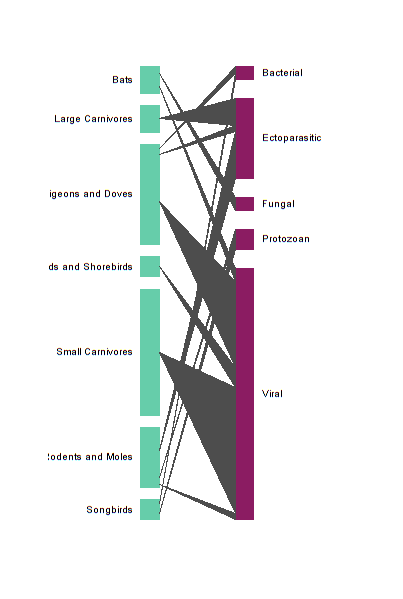 Bats
Large Carnivores
igeons and Doves
ds and Shorebirds
Small Carnivores
Rodents and Moles
Songbirds
Bacterial
Ectoparasitic
Fungal
Protozoan
Viral